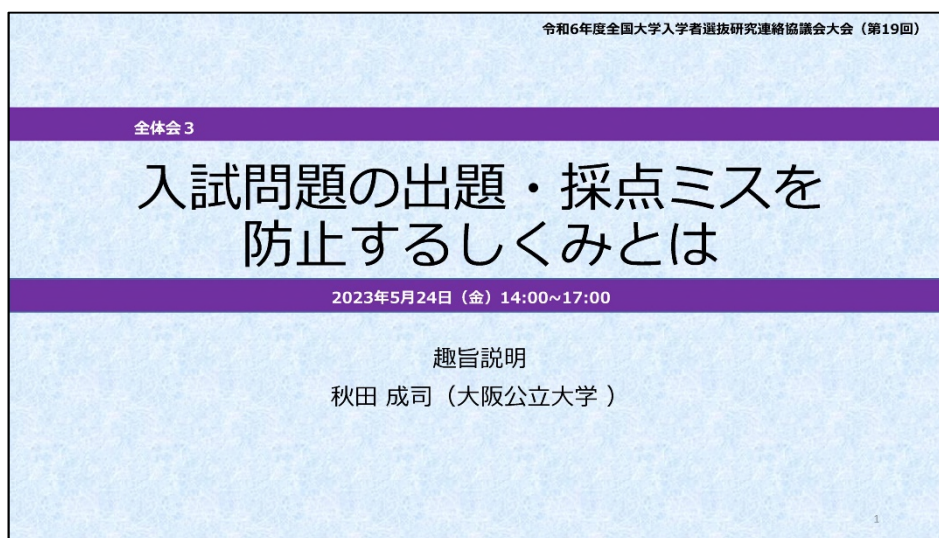 令和6年度全国大学入学者選抜研究連絡協議会大会（第19回）
全体会３
入試問題の出題・採点ミスを
防止するしくみとは
2023年5月24日（金）14:00~17:00
趣旨説明
秋田 成司（大阪公立大学 ）
1